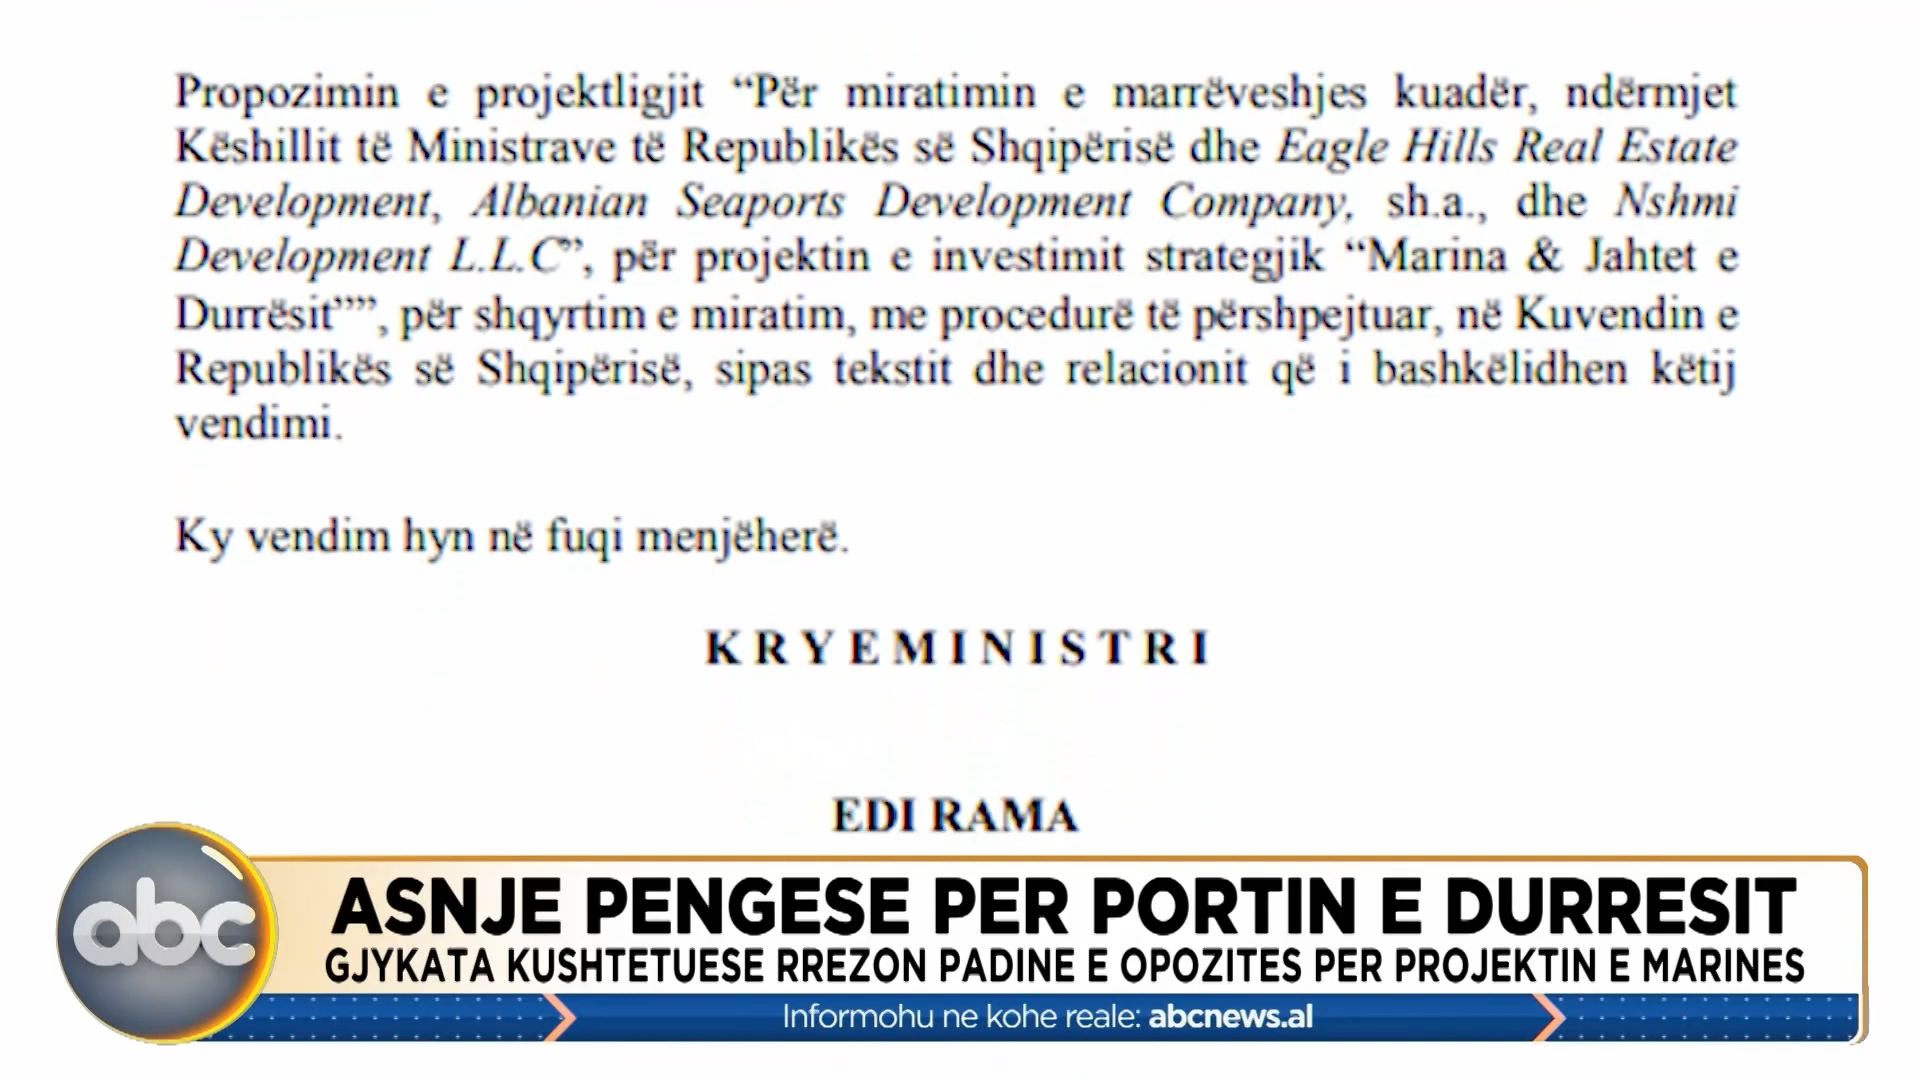 Propozimin e projektligjit “Për miratimin e marrëveshjes kuadër, ndërmjet
Këshillit të Ministrave të Republikës së Shqipërisë dhe Eagle Hills Real Estate
Development, Albanian Seaports Development Company, sh.a., dhe Nshmi
Development L.L.C”, për projektin e investimit strategjik “Marina & Jahtet e
Durrësit””, për shqyrtim e miratim, me procedurë të përshpejtuar, në Kuvendin e
Republikës së Shqipërisë, sipas tekstit dhe relacionit që i bashkëlidhen këtij
vendimi.
Ky vendim hyn në fuqi menjëherë.
KRYEMINISTRI
EDI RAMA
abc
ASNJE PENGESE PER PORTIN E DURRESIT
GJYKATA KUSHTETUESE RREZON PADINE E OPOZITES PER PROJEKTIN E MARINES
Informohu ne kohe reale: abcnews.al